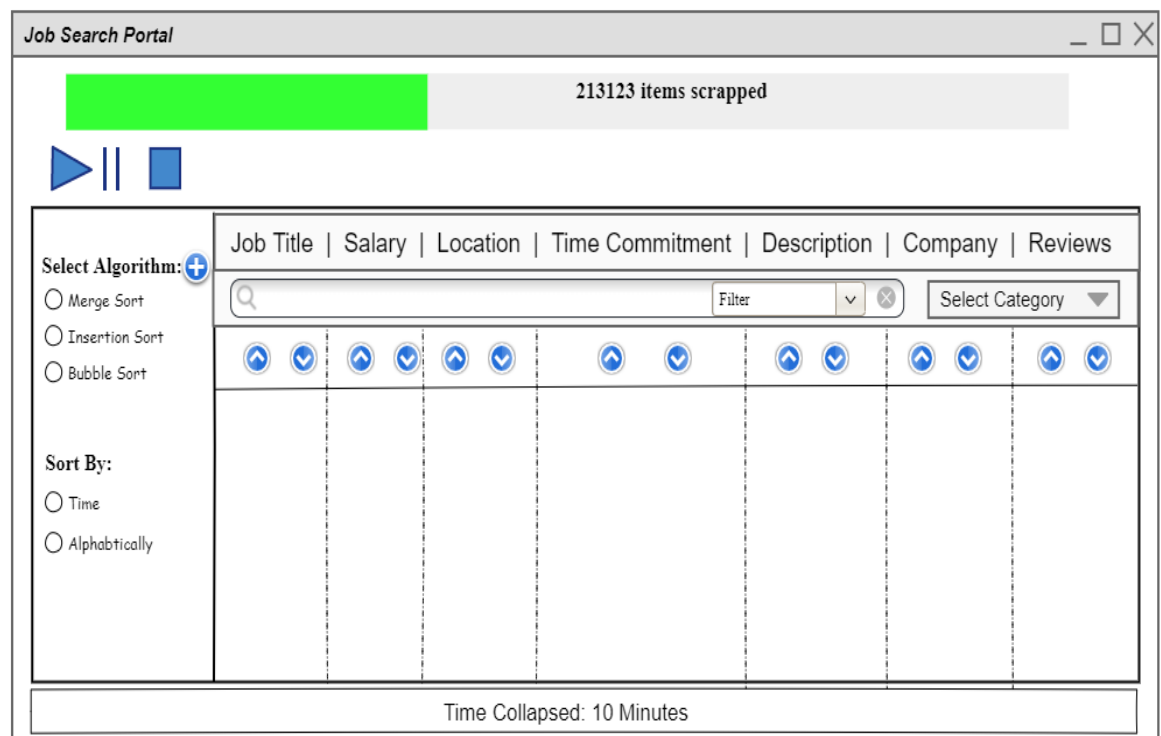 Job Search Portal
213123 items scrapped
Job Title | Salary | Location | Time Commitment | Description | Company | Reviews
Filter
Select Category
Select Algorithm:
Merge Sort
Insertion Sort
Bubble Sort
Sort By:
Time
Alphabtically
Time Collapsed: 10 Minutes